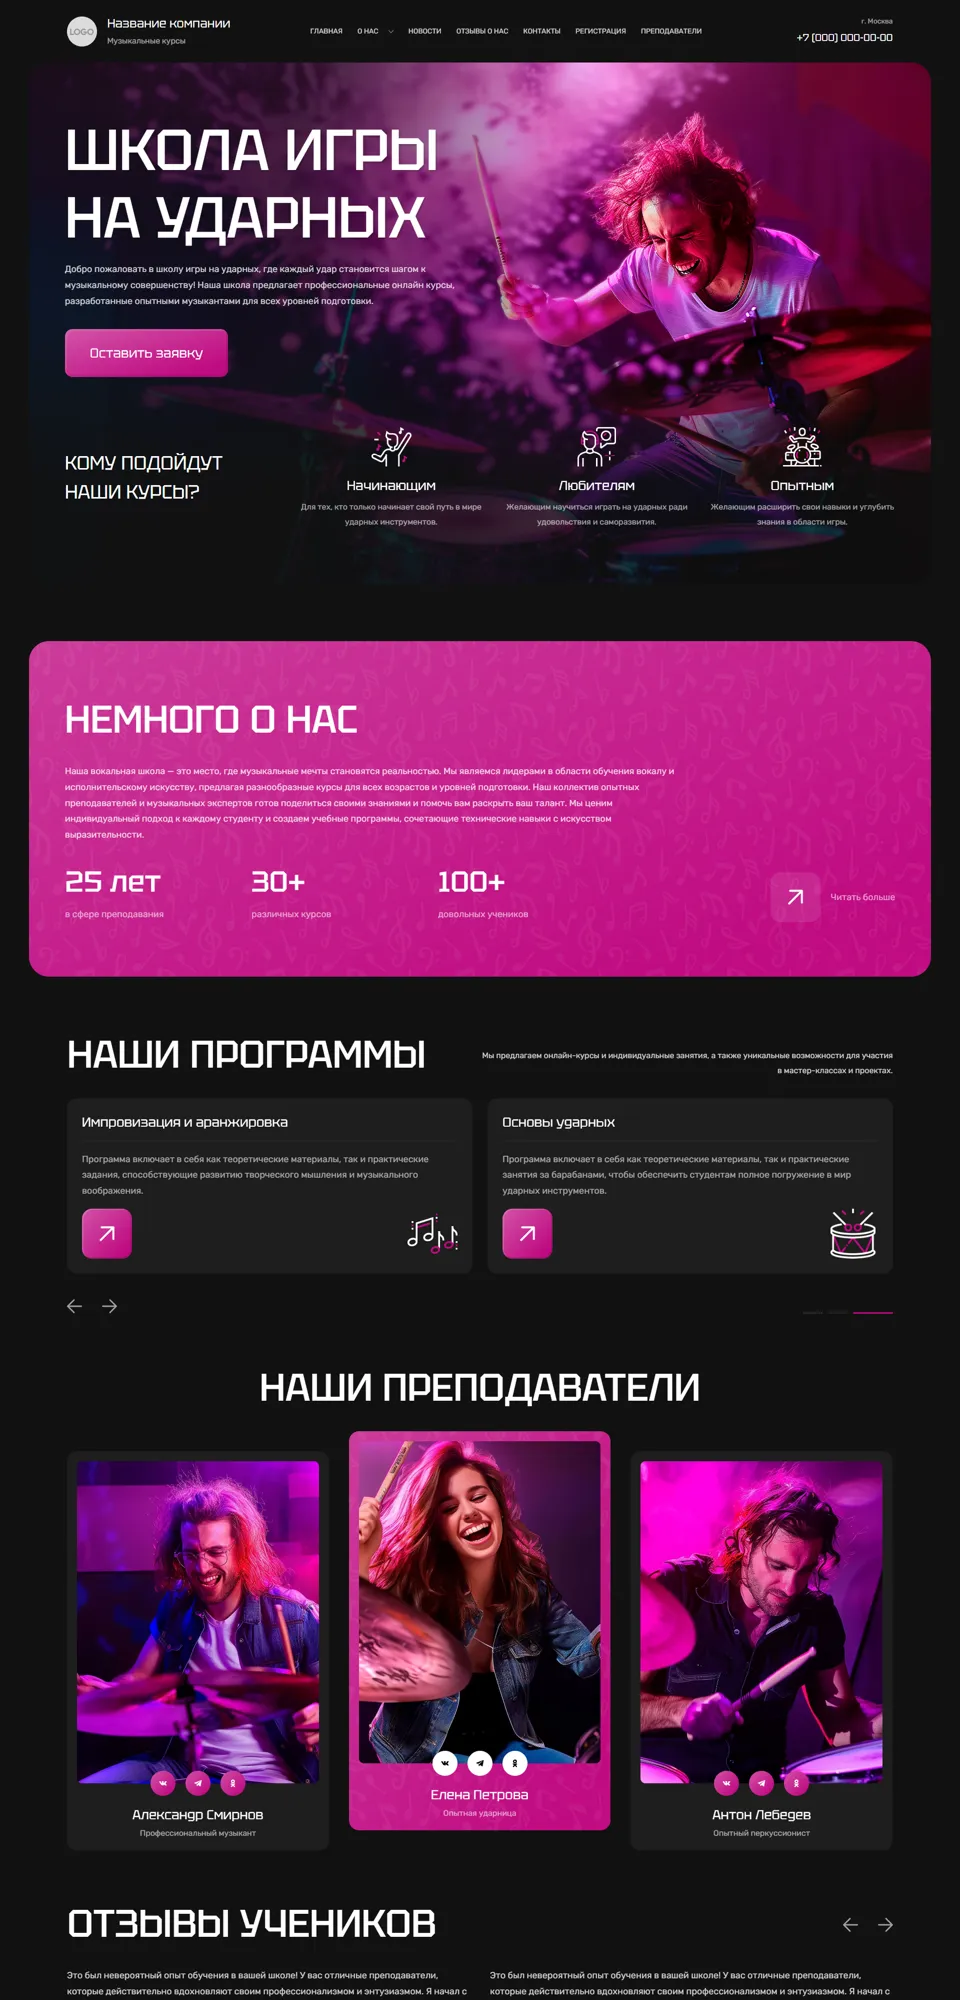 LOGO
Название компании
Музыкальные курсы
ГЛАВНАЯ О НАС НОВОСТИ ОТЗЫВЫ О НАС КОНТАКТЫ РЕГИСТРАЦИЯ ПРЕПОДАВАТЕЛИ
г. Москва
+7 (000) 000-00-00
ШКОЛА ИГРЫ
НА УДАРНЫХ
Добро пожаловать в школу игры на ударных, где каждый удар становится шагом к
музыкальному совершенству! Наша школа предлагает профессиональные онлайн курсы,
разработанные опытными музыкантами для всех уровней подготовки.
Оставить заявку
КОМУ ПОДОЙДУТ
НАШИ КУРСЫ?
Начинающим
Для тех, кто только начинает свой путь в мире
ударных инструментов.
Любителям
Желающим научиться играть на ударных ради
удовольствия и саморазвития.
Опытным
Желающим расширить свои навыки и углубить
знания в области игры.
НЕМНОГО О НАС
Наша вокальная школа — это место, где музыкальные мечты становятся реальностью. Мы являемся лидерами в области обучения вокалу и
исполнительскому искусству, предлагая разнообразные курсы для всех возрастов и уровней подготовки. Наш коллектив опытных
преподавателей и музыкальных экспертов готов поделиться своими знаниями и помочь вам раскрыть ваш талант. Мы ценим
индивидуальный подход к каждому студенту и создаем учебные программы, сочетающие технические навыки с искусством
выразительности.
25 лет
в сфере преподавания
30+
различных курсов
100+
довольных учеников
Читать больше
НАШИ ПРОГРАММЫ
Мы предлагаем онлайн-курсы и индивидуальные занятия, а также уникальные возможности для участия
в мастер-классах и проектах.
Импровизация и аранжировка
Программа включает в себя как теоретические материалы, так и практические
задания, способствующие развитию творческого мышления и музыкального
воображения.
Основы ударных
Программа включает в себя как теоретические материалы, так и практические
занятия за барабанами, чтобы обеспечить студентам полное погружение в мир
ударных инструментов.
НАШИ ПРЕПОДАВАТЕЛИ
Александр Смирнов
Профессиональный музыкант
Елена Петрова
Опытная ударница
Антон Лебедев
Опытный перкуссионист
ОТЗЫВЫ УЧЕНИКОВ
Это был невероятный опыт обучения в вашей школе! У вас отличные преподаватели,
которые действительно вдохновляют своим профессионализмом и энтузиазмом. Я начал с
Это был невероятный опыт обучения в вашей школе! У вас отличные преподаватели,
которые действительно вдохновляют своим профессионализмом и энтузиазмом. Я начал с